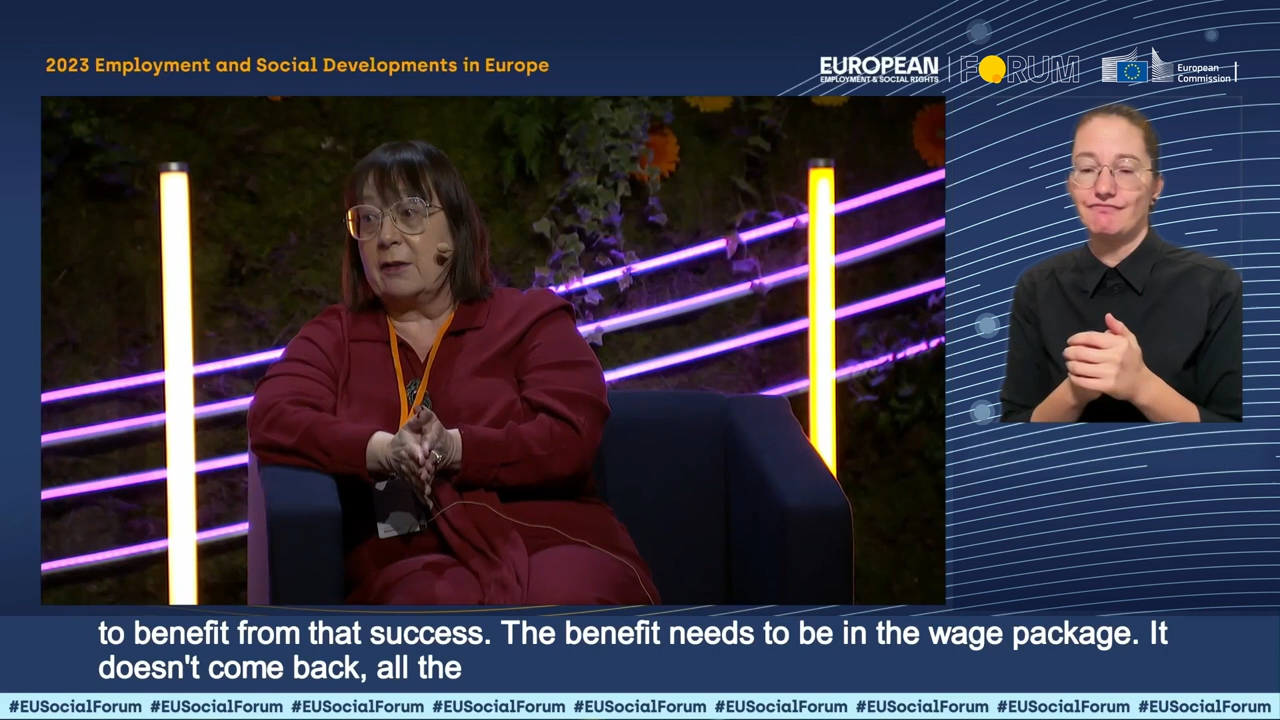 2023 Employment and Social Developments in Europe
EUROPEAN
EMPLOYMENT & SOCIAL RIGHTS
FORUM
European
Commission
to benefit from that success. The benefit needs to be in the wage package. It
doesn't come back, all the
#EUSocialForum #EUSocialForum #EUSocialForum #EUSocialForum #EUSocialForum #EUSocialForum #EUSocialForum #EUSocialForum #EUSocialForum